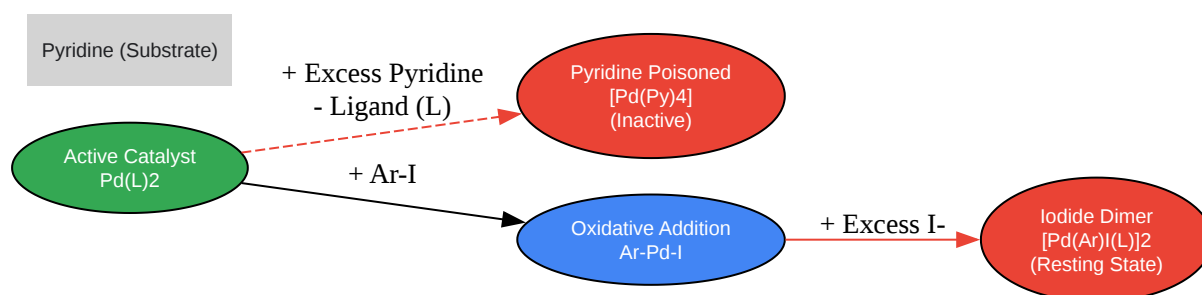 Pyridine (Substrate)
+ Excess Pyridine
- Ligand (L)
Pyridine Poisoned
[Pd(Py)4]
(Inactive)
Active Catalyst
Pd(L)2
+ Ar-I
Oxidative Addition
Ar-Pd-I
+ Excess I-
Iodide Dimer
[Pd(Ar)I(L)]2
(Resting State)